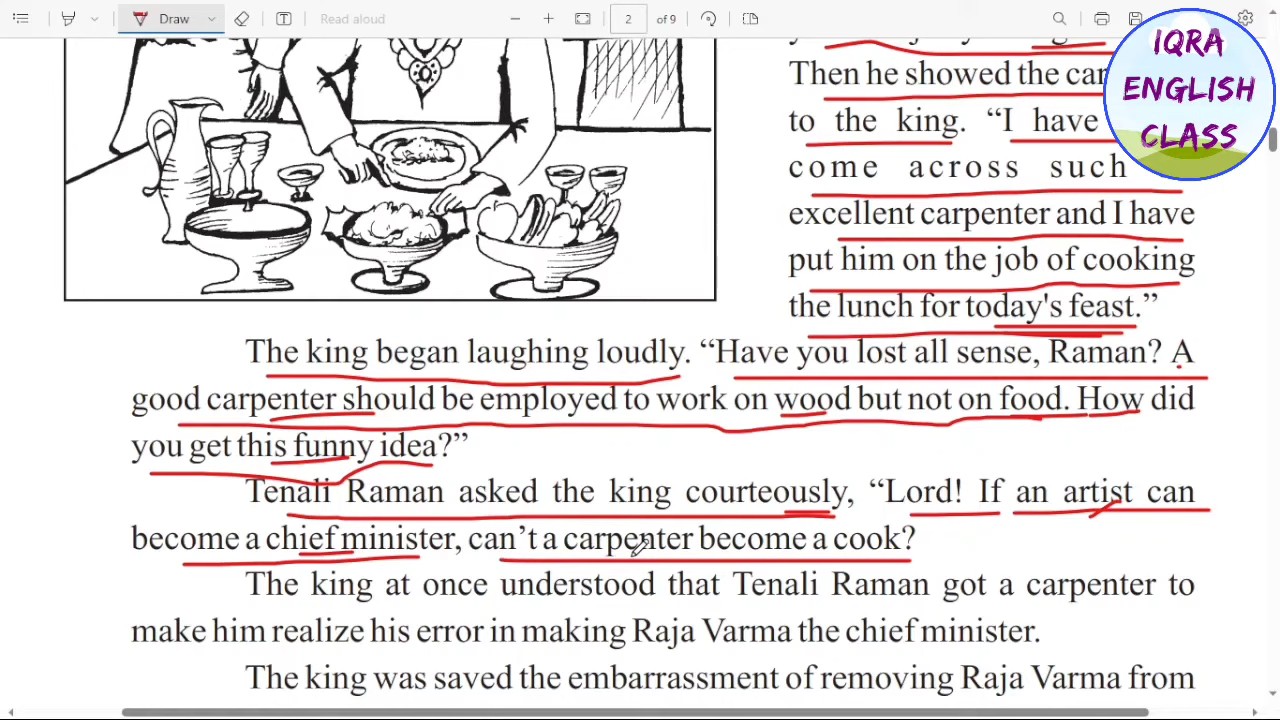 Draw
Read aloud
2
of 9
IQRA
ENGLISH
CLASS
Then he showed the
to the king. “I have
come across such
excellent carpenter and I have
put him on the job of cooking
the lunch for today's feast.”
The king began laughing loudly. “Have you lost all sense, Raman? A
good carpenter should be employed to work on wood but not on food. How did
you get this funny idea?”
Tenali Raman asked the king courteously, “Lord! If an artist can
become a chief minister, can’t a carpenter become a cook?
The king at once understood that Tenali Raman got a carpenter to
make him realize his error in making Raja Varma the chief minister.
The king was saved the embarrassment of removing Raja Varma from